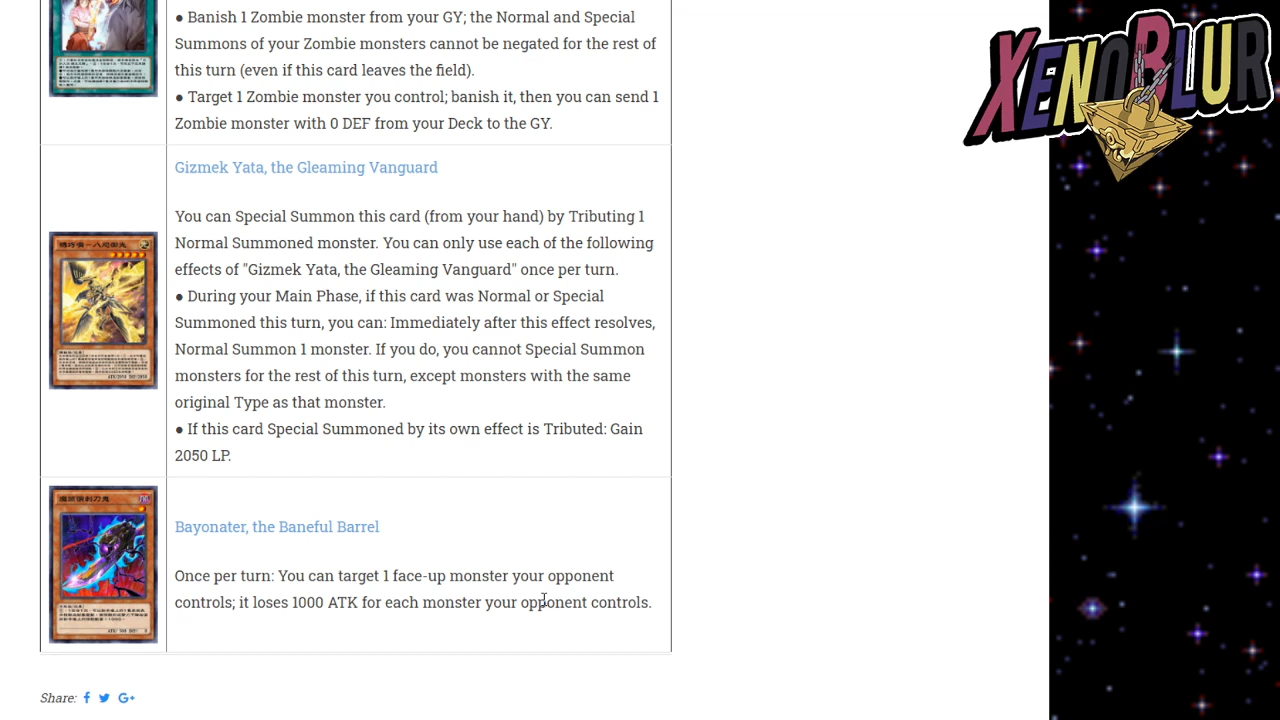 ● Banish 1 Zombie monster from your GY; the Normal and Special
Summons of your Zombie monsters cannot be negated for the rest of
this turn (even if this card leaves the field).
● Target 1 Zombie monster you control; banish it, then you can send 1
Zombie monster with 0 DEF from your Deck to the GY.
Gizmek Yata, the Gleaming Vanguard
You can Special Summon this card (from your hand) by Tributing 1
Normal Summoned monster. You can only use each of the following
effects of "Gizmek Yata, the Gleaming Vanguard" once per turn.
● During your Main Phase, if this card was Normal or Special
Summoned this turn, you can: Immediately after this effect resolves,
Normal Summon 1 monster. If you do, you cannot Special Summon
monsters for the rest of this turn, except monsters with the same
original Type as that monster.
● If this card Special Summoned by its own effect is Tributed: Gain
2050 LP.
Bayonater, the Baneful Barrel
Once per turn: You can target 1 face-up monster your opponent
controls; it loses 1000 ATK for each monster your opponent controls.
Share:
XENOBLUR